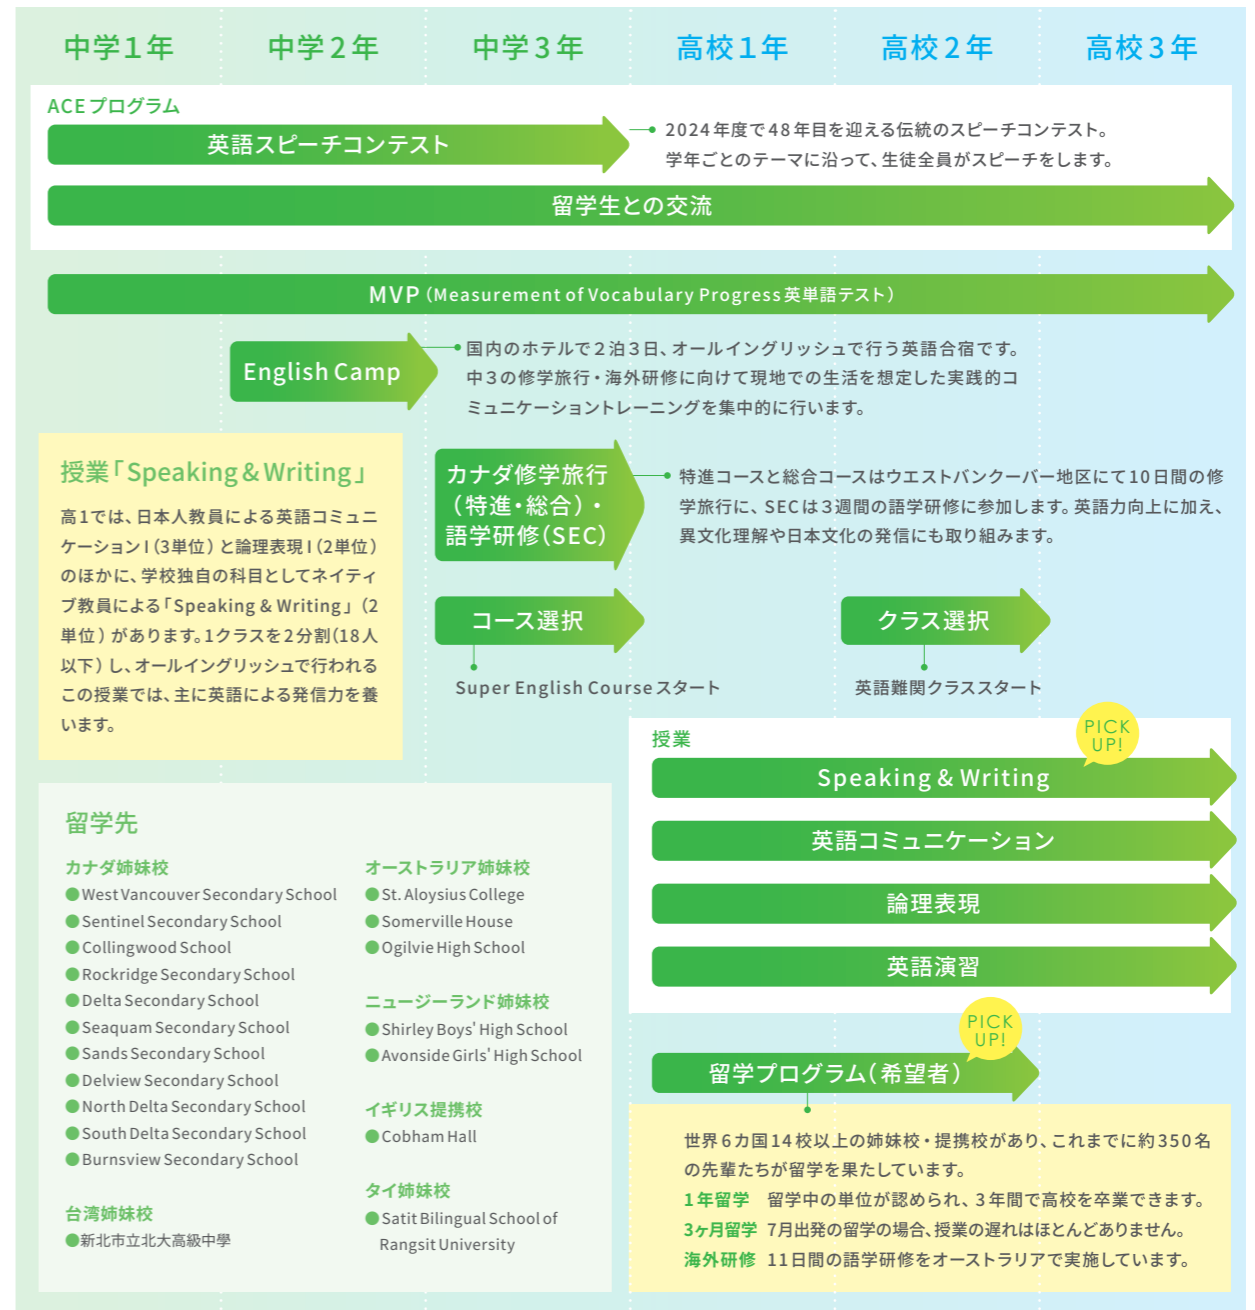 中学1年 中学2年 中学3年 高校1年 高校2年 高校3年
ACEプログラム
英語スピーチコンテスト
2024年度で48年目を迎える伝統のスピーチコンテスト。
学年ごとのテーマに沿って、生徒全員がスピーチをします。
留学生との交流
MVP（Measurement of Vocabulary Progress英単語テスト）
English Camp
国内のホテルで2泊3日、オールイングリッシュで行う英語合宿です。
中3の修学旅行・海外研修に向けて現地での生活を想定した実践的コ
ミュニケーショントレーニングを集中的に行います。
授業「Speaking＆Writing」
高1では、日本人教員による英語コミュニ
ケーションⅠ（3単位）と論理表現Ⅰ（2単位）
のほかに、学校独自の科目としてネイティ
ブ教員による「Speaking & Writing」（2
単位）があります。1クラスを2分割（18人
以下）し、オールイングリッシュで行われる
この授業では、主に英語による発信力を養
います。
カナダ修学旅行
（特進・総合）・
語学研修（SEC）
特進コースと総合コースはウエストバンクーバー地区にて10日間の修
学旅行に、SECは3週間の語学研修に参加します。英語力向上に加え、
異文化理解や日本文化の発信にも取り組みます。
コース選択
Super English Courseスタート
クラス選択
英語難関クラススタート
授業
PICK
UP!
Speaking & Writing
英語コミュニケーション
論理表現
英語演習
留学先
カナダ姉妹校
●West Vancouver Secondary School
●Sentinel Secondary School
●Collingwood School
●Rockridge Secondary School
●Delta Secondary School
●Seaquam Secondary School
●Sands Secondary School
●Delview Secondary School
●North Delta Secondary School
●South Delta Secondary School
●Burnsview Secondary School
台湾姉妹校
●新北市立北大高級中學
オーストラリア姉妹校
●St. Aloysius College
●Somerville House
●Ogilvie High School
ニュージーランド姉妹校
●Shirley Boys' High School
●Avonside Girls' High School
イギリス提携校
●Cobham Hall
タイ姉妹校
●Satit Bilingual School of
Rangsit University
PICK
UP!
留学プログラム（希望者）
世界6カ国14校以上の姉妹校・提携校があり、これまでに約350名
の先輩たちが留学を果たしています。
1年留学 留学中の単位が認められ、3年間で高校を卒業できます。
3ヶ月留学 7月出発の留学の場合、授業の遅れはほとんどありません。
海外研修 11日間の語学研修をオーストラリアで実施しています。